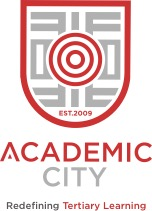 EST.2009
ACADEMIC
CITY
Redefining Tertiary Learning